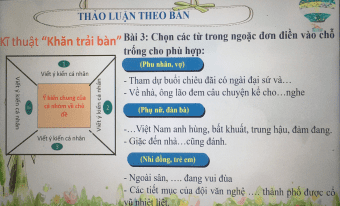 THẢO LUẬN THEO BÀN
Kĩ thuật "Khăn trải bàn"
Bài 3: Chọn các từ trong ngoặc đơn điền vào chỗ
trống cho phù hợp:
1
Viết ý kiến cá nhân
Viết ý kiến cá nhân
Ý kiến chung của
cả nhóm về chủ
đề
Viết ý kiến cá nhân
Viết ý kiến cá nhân
3
(Phu nhân, vợ)
- Tham dự buổi chiêu đãi có ngài đại sứ và…
- Về nhà, ông lão đem câu chuyện kể cho…nghe
(Phụ nữ, đàn bà)
-…Việt Nam anh hùng, bất khuất, trung hậu, đảm đang.
- Giặc đến nhà…cũng đánh.
(Nhi đồng, trẻ em)
- Ngoài sân, .... đang vui đùa
- Các tiết mục của đội văn nghệ .... thành phố được cổ
vũ nhiệt liệt.